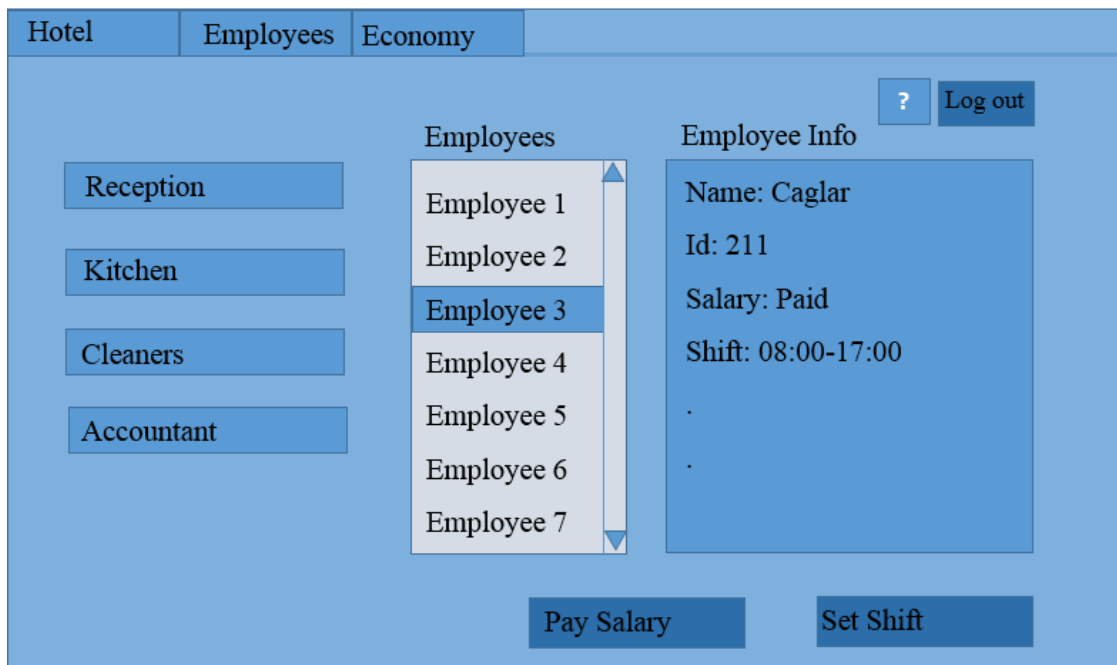 Hotel
Employees
Economy
?
Log out
Employees
Employee Info
Reception
Kitchen
Cleaners
Accountant
Employee 1
Employee 2
Employee 3
Employee 4
Employee 5
Employee 6
Employee 7
Name: Caglar
Id: 211
Salary: Paid
Shift: 08:00-17:00
.
.
Pay Salary
Set Shift